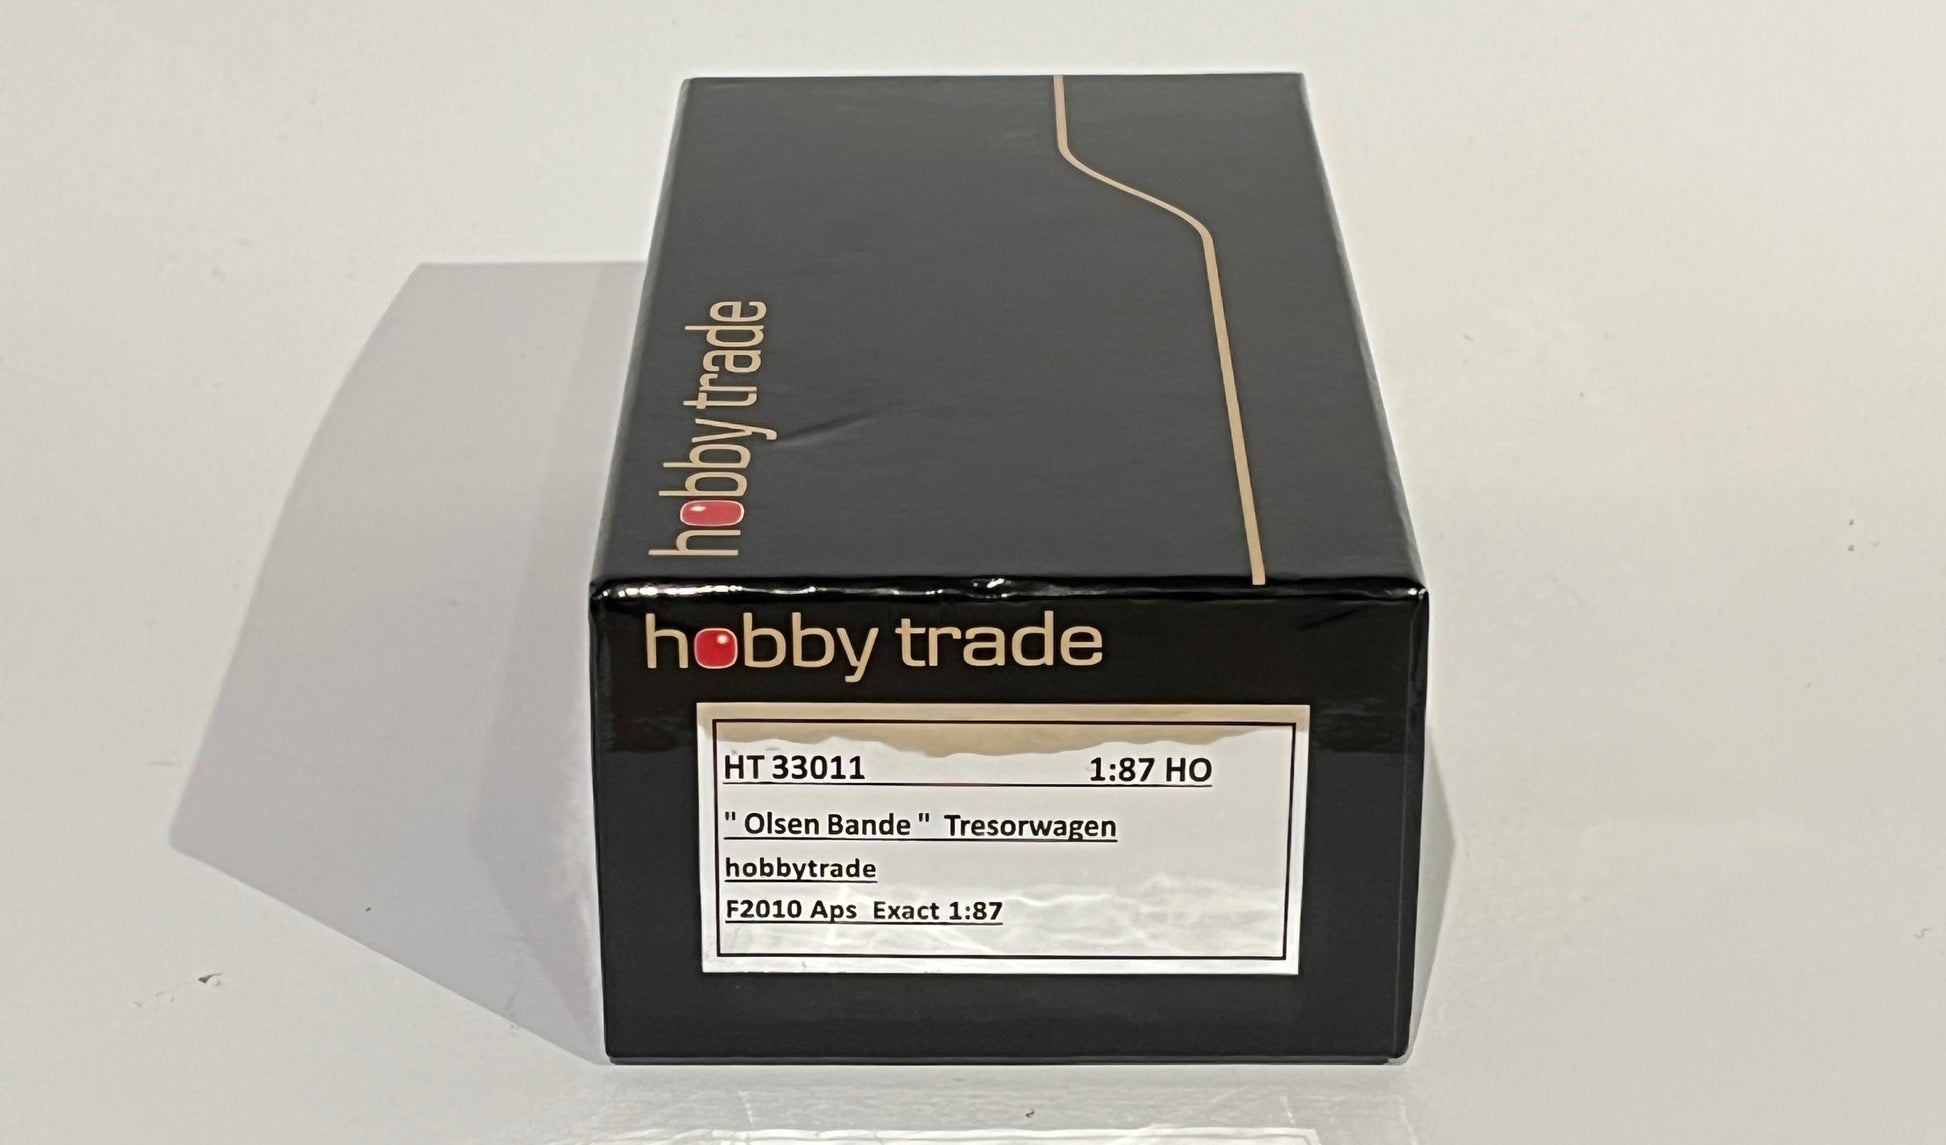 hobby trade
hobby trade
HT 33011 1:87 HO
" Olsen Bande " Tresorwagen
hobbytrade
F2010 Aps Exact 1:87